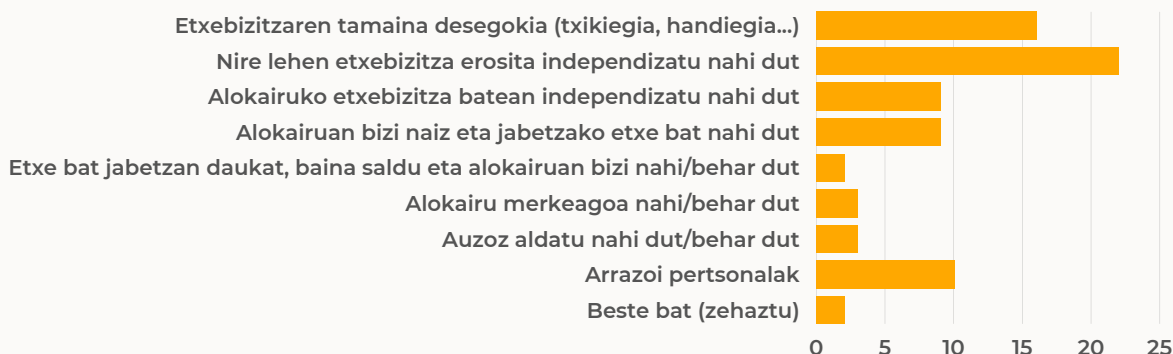 Etxebizitzaren tamaina desegokia (txikiegia, handiegia...)
Nire lehen etxebizitza erosita independizatu nahi dut
Alokairuko etxebizitza batean independizatu nahi dut
Alokairuan bizi naiz eta jabetzako etxe bat nahi dut
Etxe bat jabetzan daukat, baina saldu eta alokairuan bizi nahi/behar dut
Alokairu merkeagoa nahi/behar dut
Auzoz aldatu nahi dut/behar dut
Arrazoi pertsonalak
Beste bat (zehaztu)
0 5 10 15 20 25